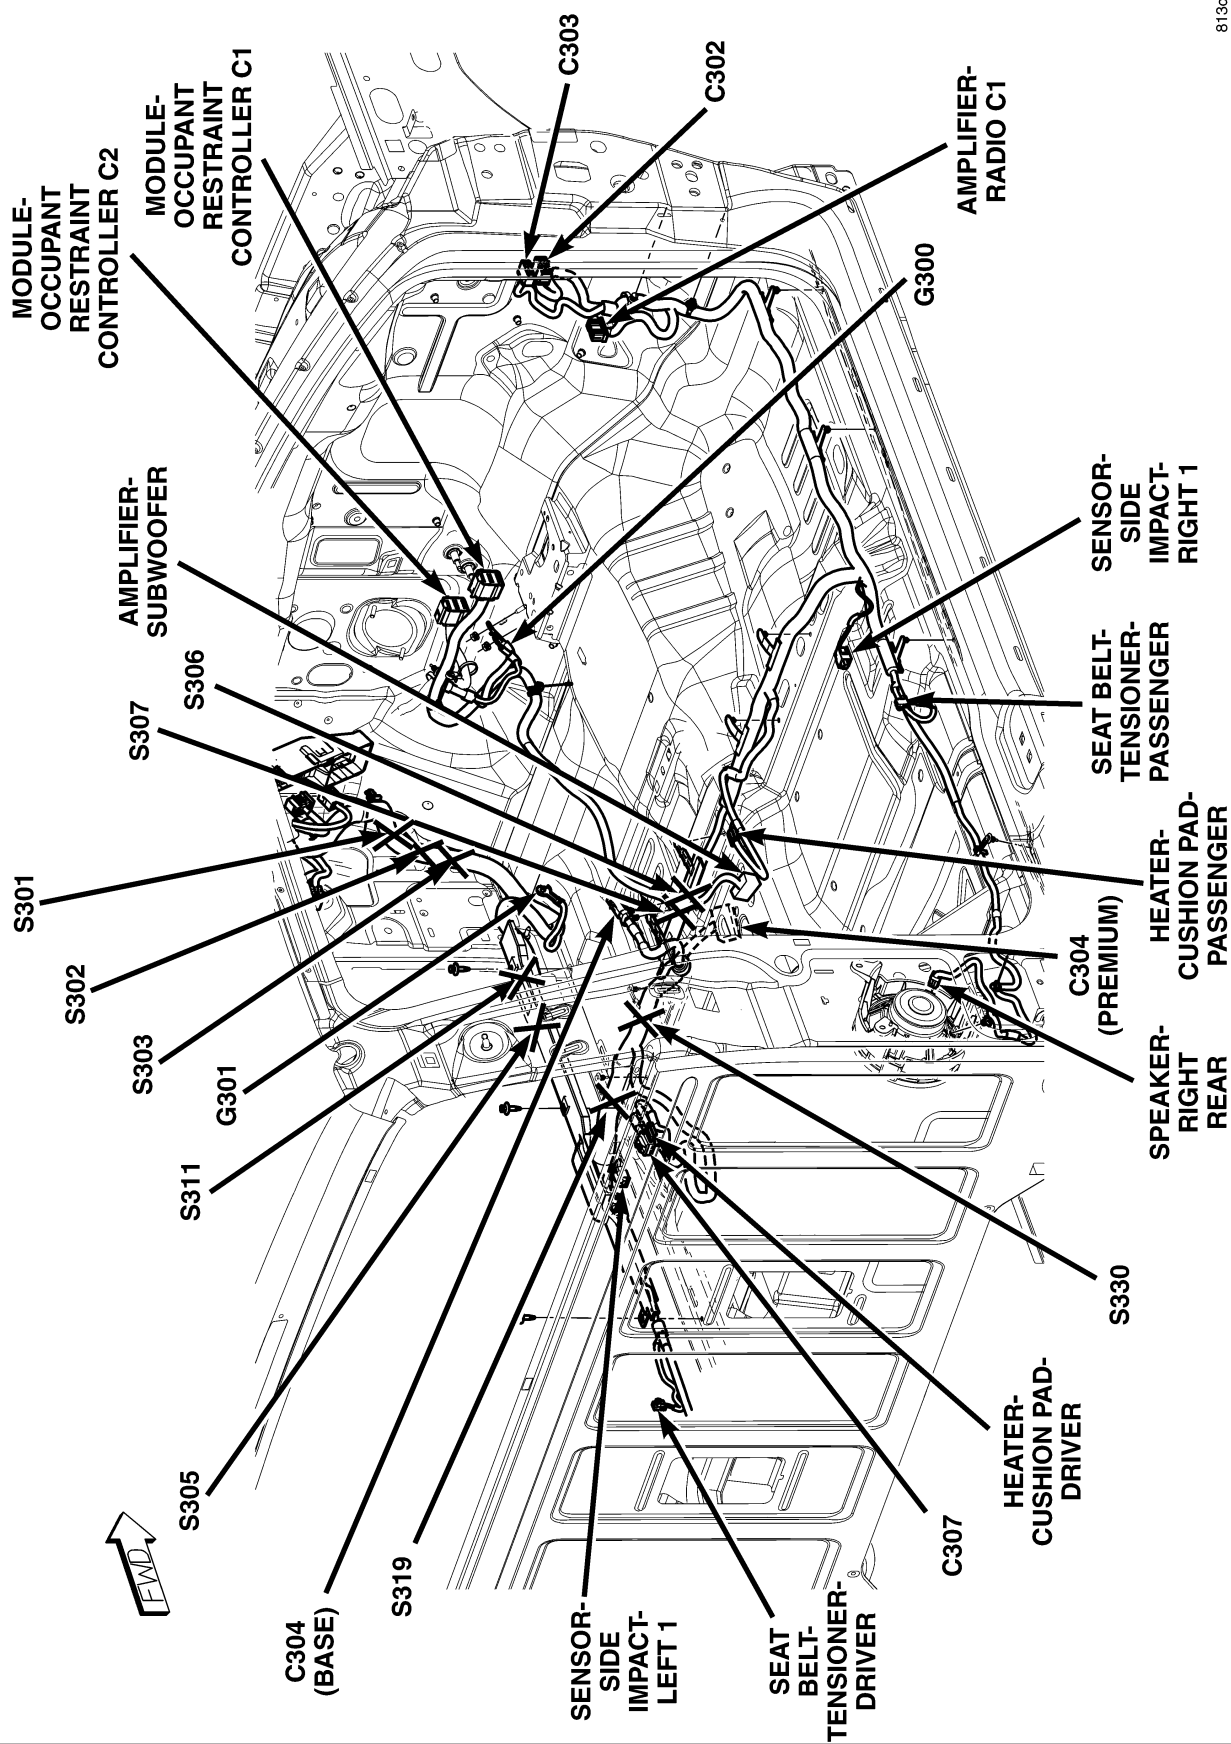 FWD
C304
(BASE)
S319
S305
S311
G301
S303
S302
S301
S307
S306
AMPLIFIER-
SUBWOOFER
MODULE-
OCCUPANT
RESTRAINT
CONTROLLER C2
MODULE-
OCCUPANT
RESTRAINT
CONTROLLER C1
C303
C302
AMPLIFIER-
RADIO C1
G300
SENSOR-
SIDE
IMPACT-
LEFT 1
SEAT
BELT-
TENSIONER-
DRIVER
C307
HEATER-
CUSHION PAD-
DRIVER
S330
SPEAKER-
RIGHT
REAR
C304
(PREMIUM)
HEATER-
CUSHION PAD-
PASSENGER
SEAT BELT-
TENSIONER-
PASSENGER
SENSOR-
SIDE
IMPACT-
RIGHT 1